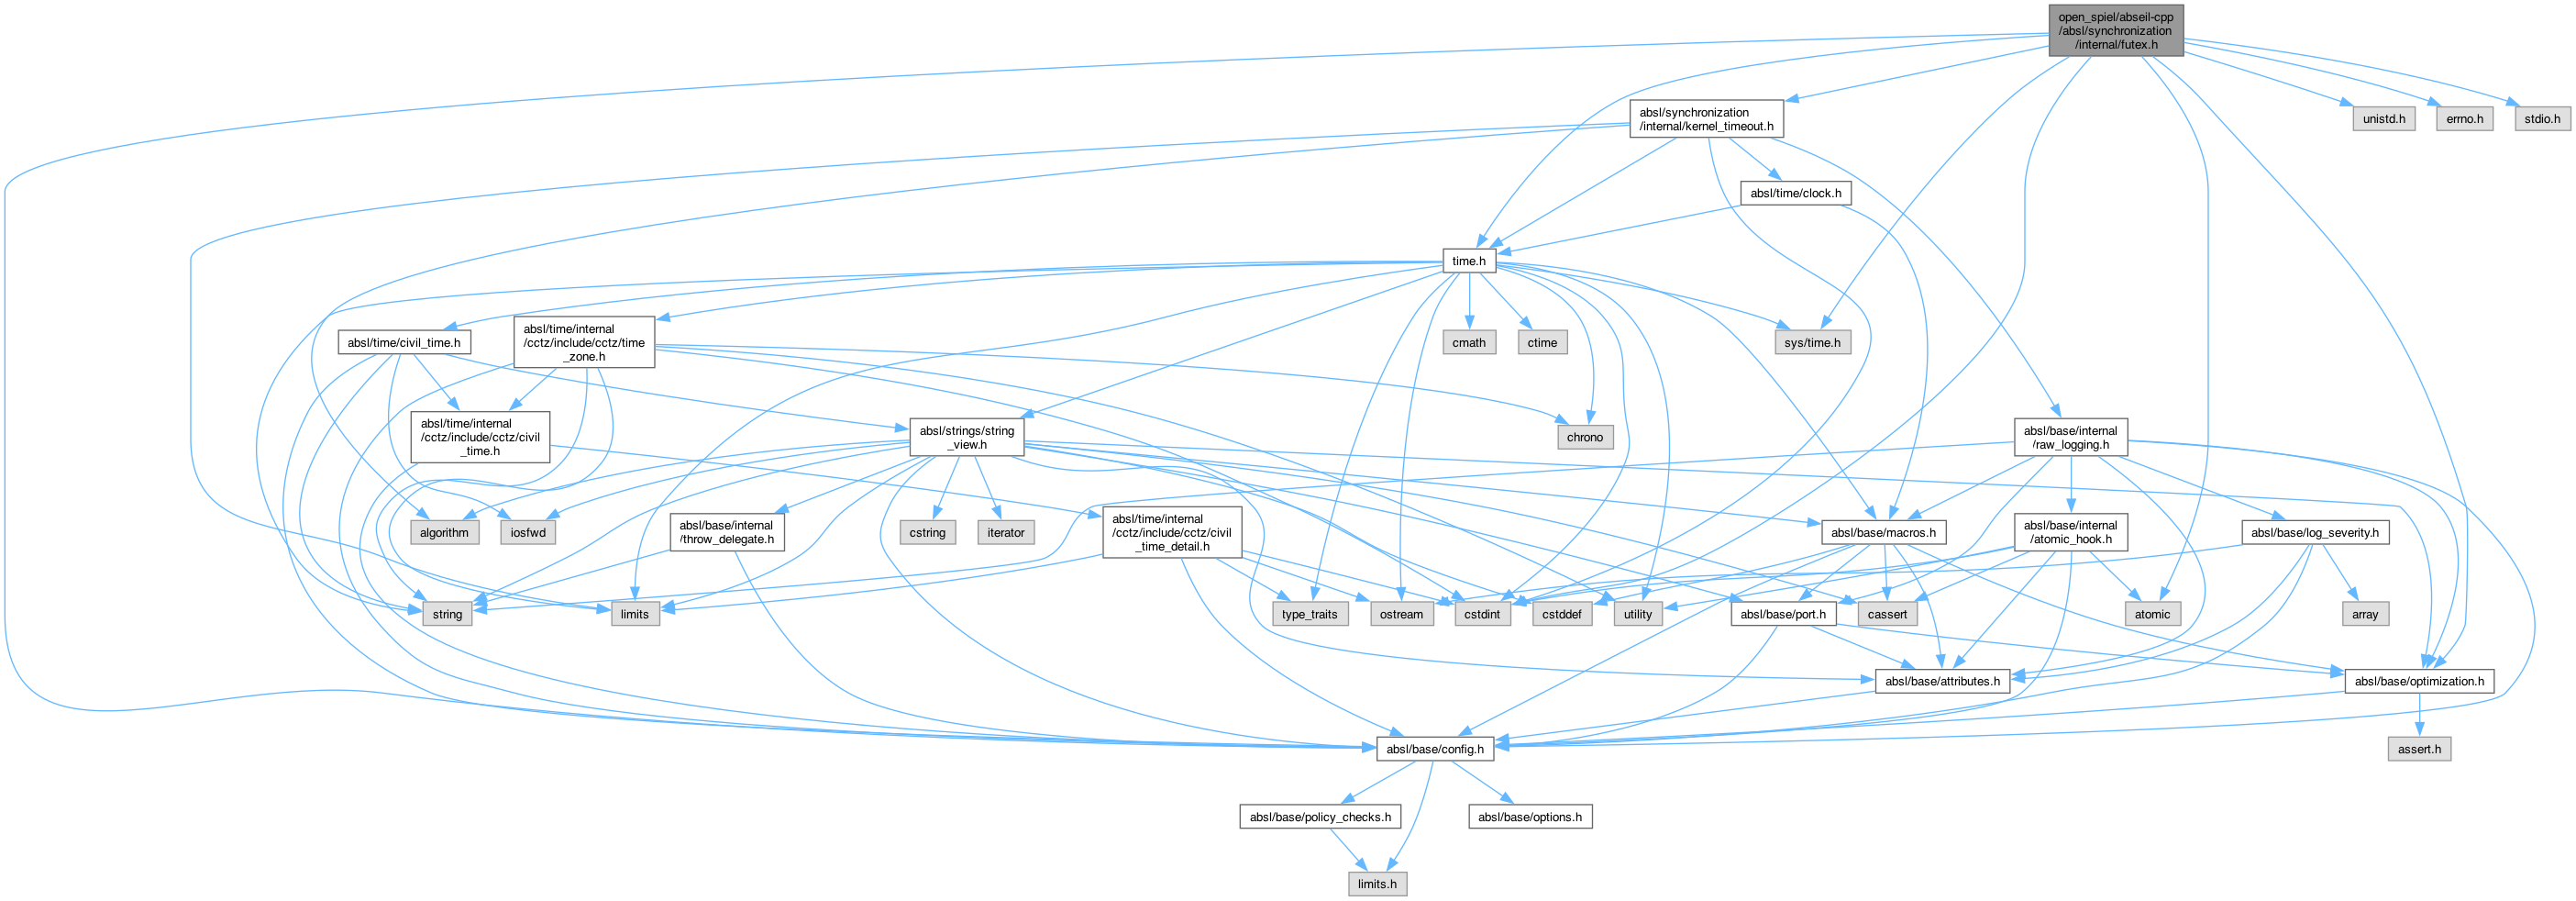 open_spiel/abseil-cpp
/absl/synchronization
/internal/futex.h
absl/synchronization
/internal/kernel_timeout.h
unistd.h
errno.h
stdio.h
absl/time/clock.h
time.h
absl/time/civil_time.h
absl/time/internal
/cctz/include/cctz/time
_zone.h
cmath
ctime
sys/time.h
absl/time/internal
/cctz/include/cctz/civil
_time.h
absl/strings/string
_view.h
chrono
absl/base/internal
/raw_logging.h
algorithm
iosfwd
absl/base/internal
/throw_delegate.h
cstring
iterator
absl/time/internal
/cctz/include/cctz/civil
_time_detail.h
absl/base/macros.h
absl/base/internal
/atomic_hook.h
absl/base/log_severity.h
string
limits
type_traits
ostream
cstdint
cstddef
utility
absl/base/port.h
cassert
atomic
array
absl/base/attributes.h
absl/base/optimization.h
absl/base/config.h
assert.h
absl/base/policy_checks.h
absl/base/options.h
limits.h